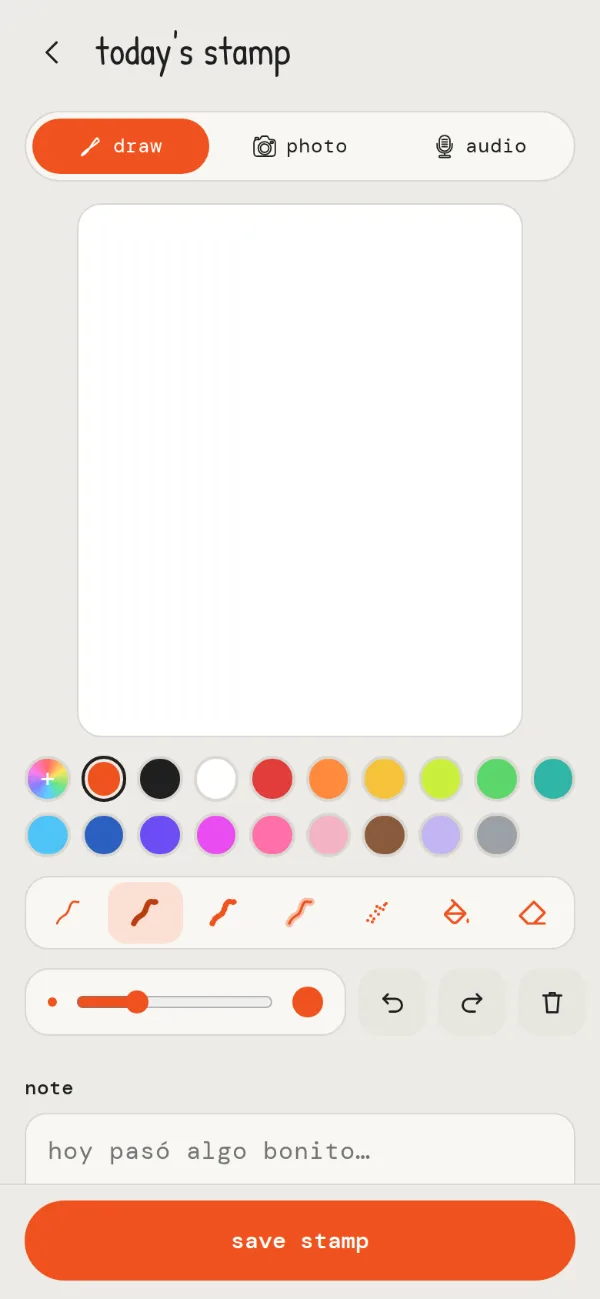 today's stamp
draw
photo
audio
note
hoy pasó algo bonito…
save stamp